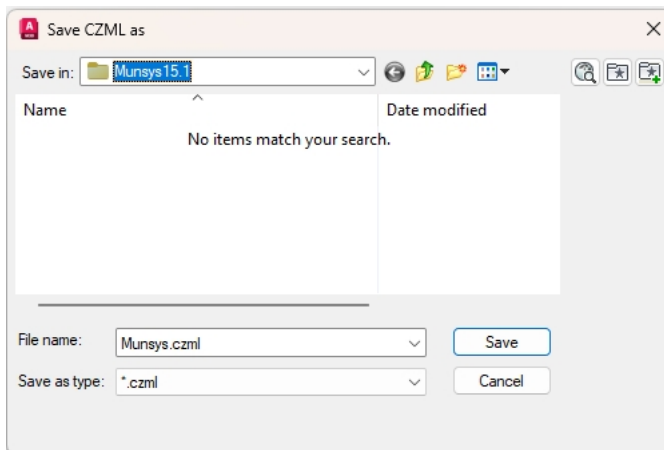 Save CZML as
Save in: Munsys15.1
Name Date modified
No items match your search.
File name: Munsys.czml Save
Save as type: *.czml Cancel